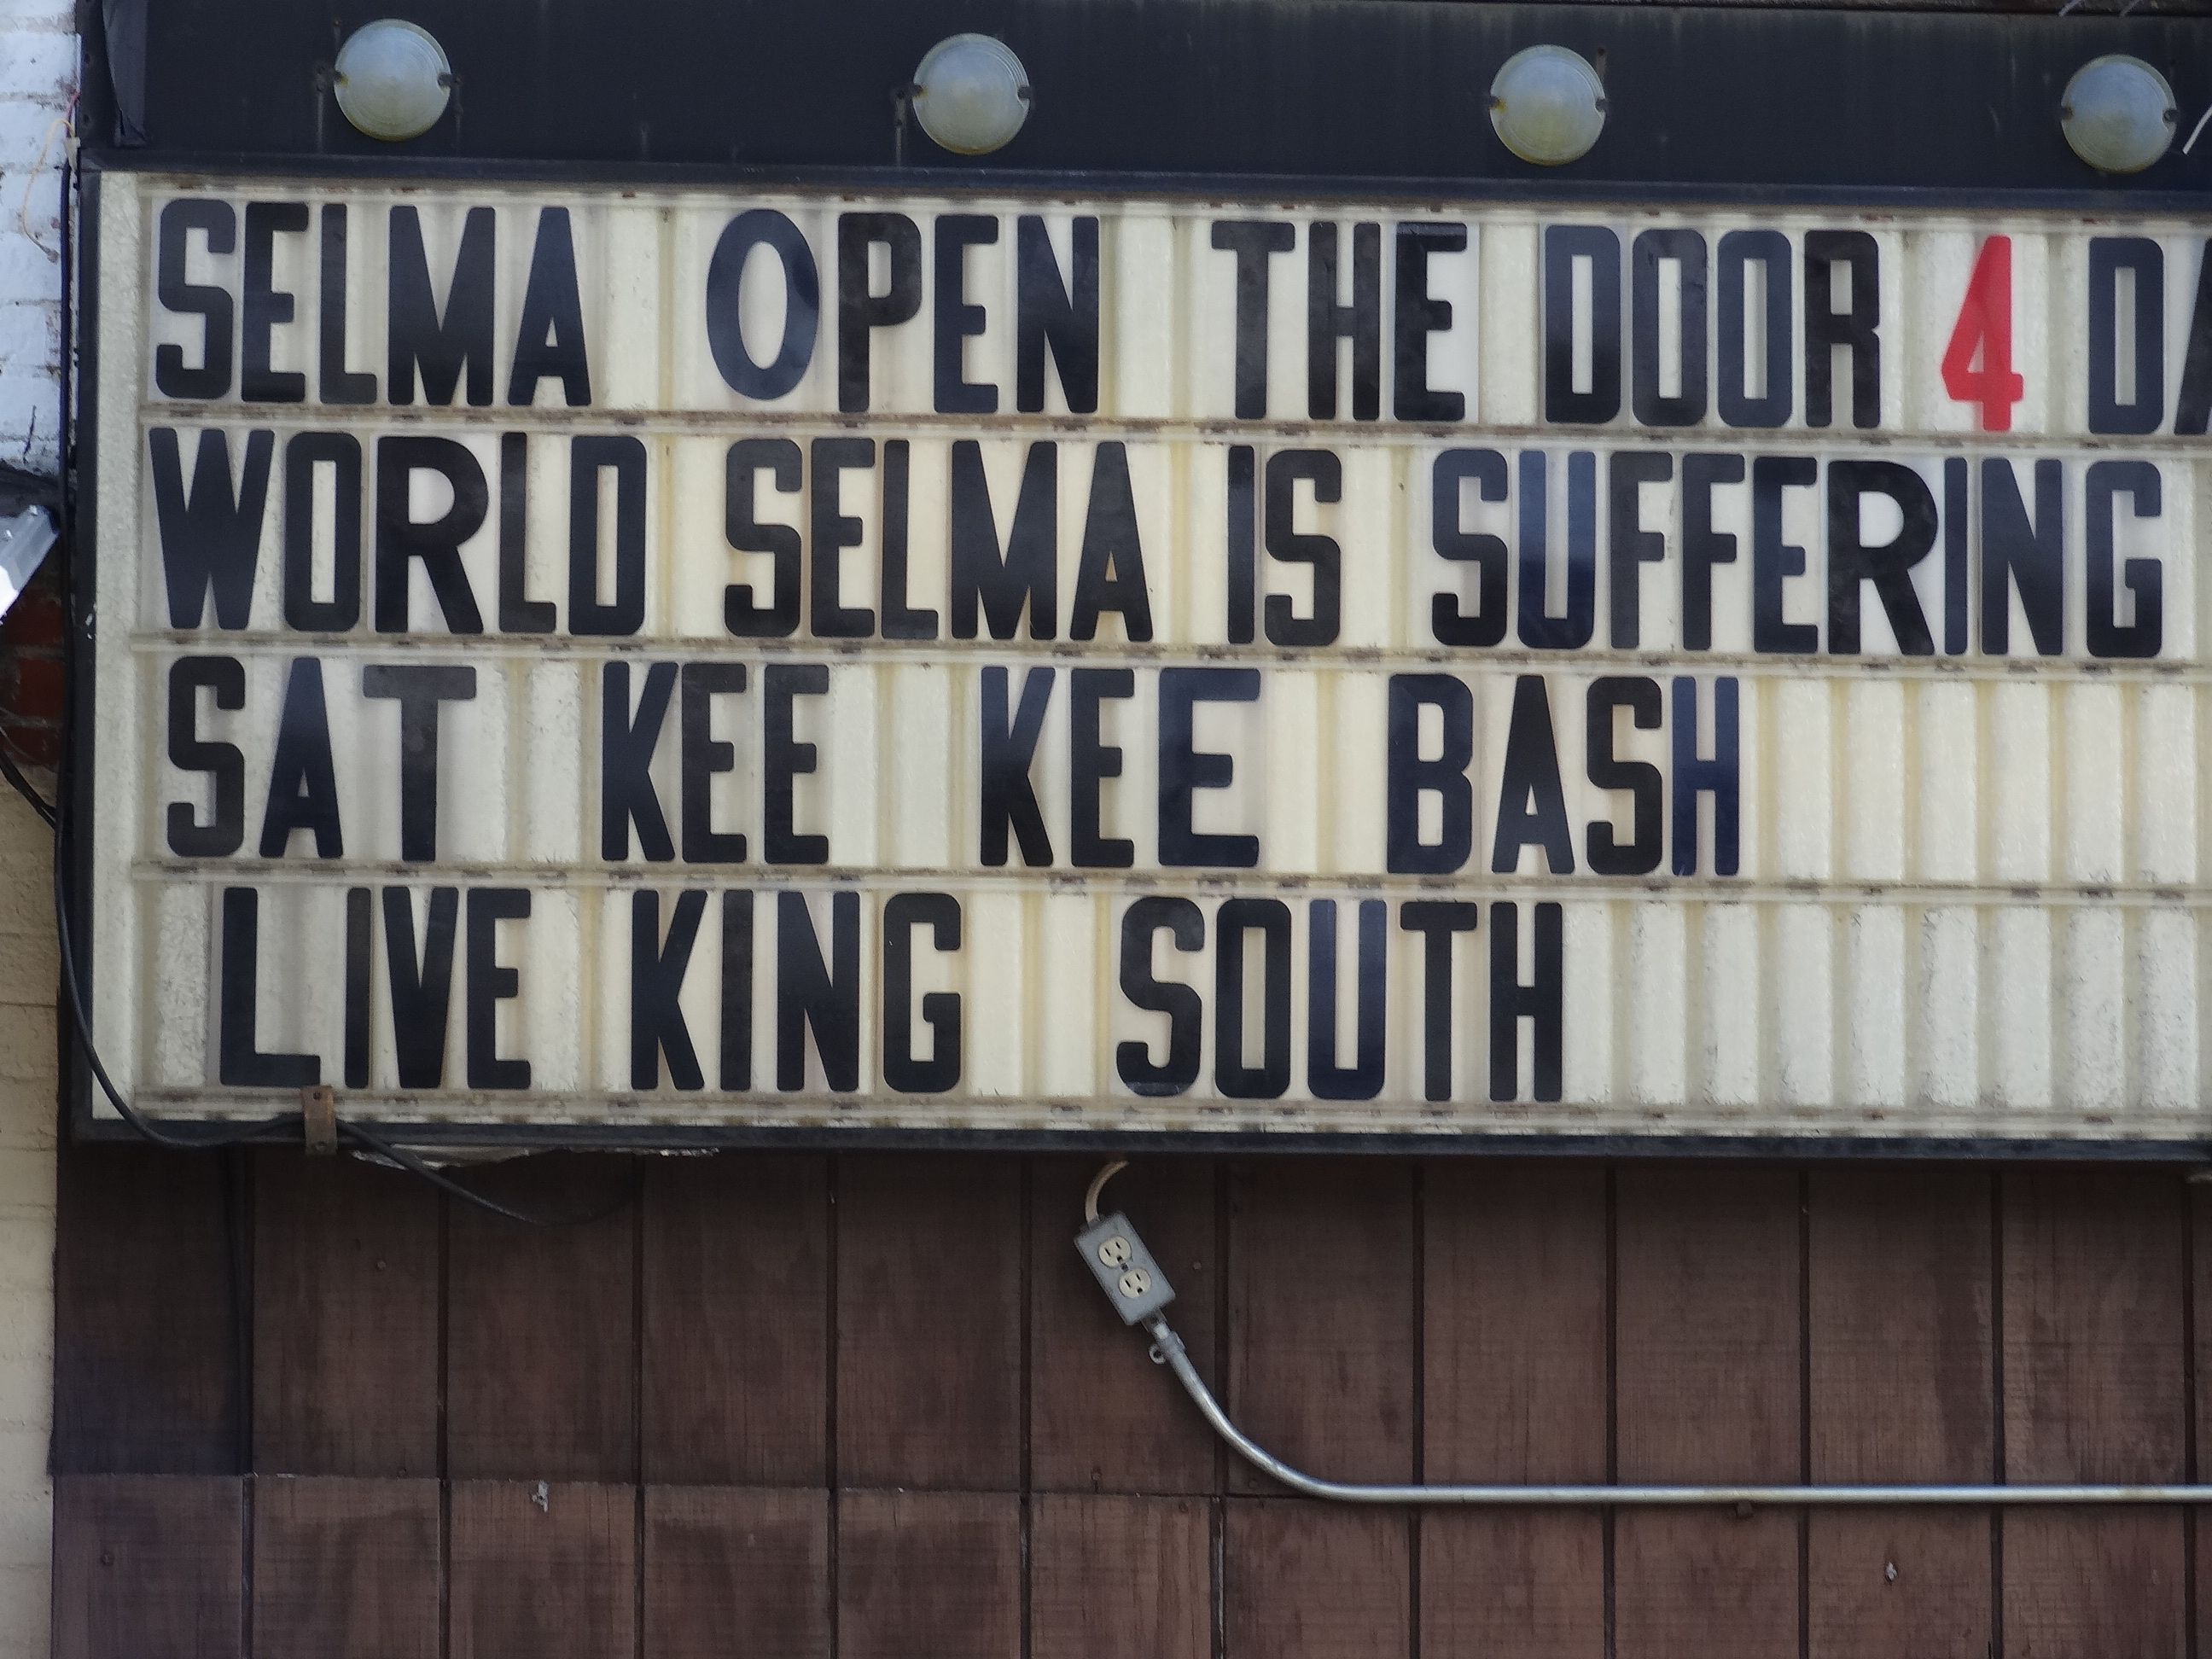 SELMA OPEN THE DOOR 4
WORLD SELMA IS SUFFERING
SAT KEE KEE BASH
LIVE KING SOUTH